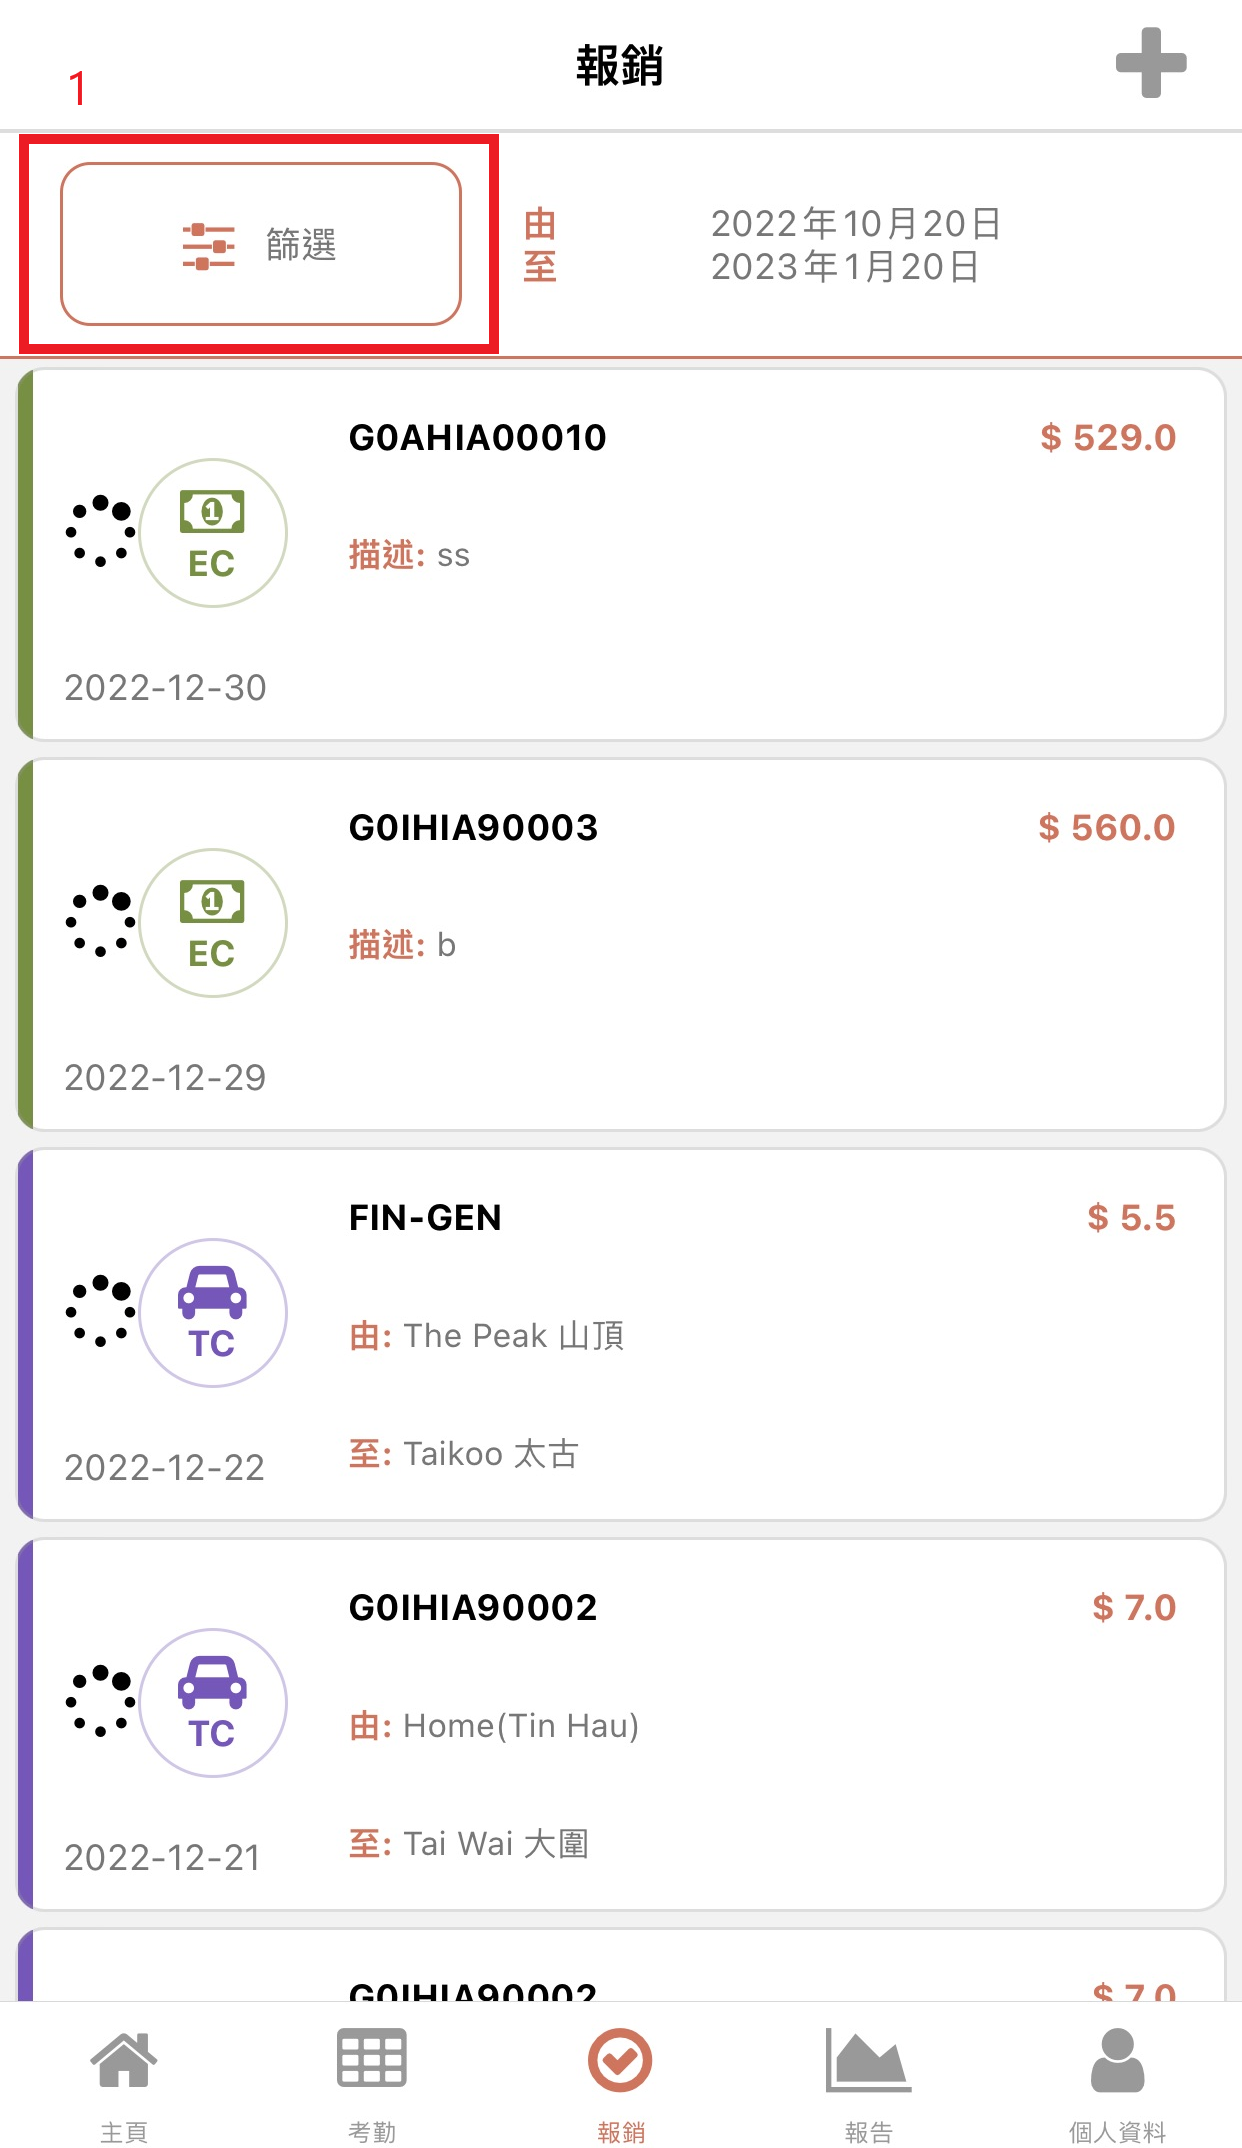 報銷
1
篩選
由 2022年10月20日
至 2023年1月20日
G0AHIA00010 $ 529.0
EC
描述: ss
2022-12-30
G0IHIA90003 $ 560.0
EC
描述: b
2022-12-29
FIN-GEN $ 5.5
TC
由: The Peak 山頂
至: Taikoo 太古
2022-12-22
G0IHIA90002 $ 7.0
TC
由: Home(Tin Hau)
至: Tai Wai 大圍
2022-12-21
G0IHIA90002 $ 7.0
主頁 考勤 報銷 報告 個人資料